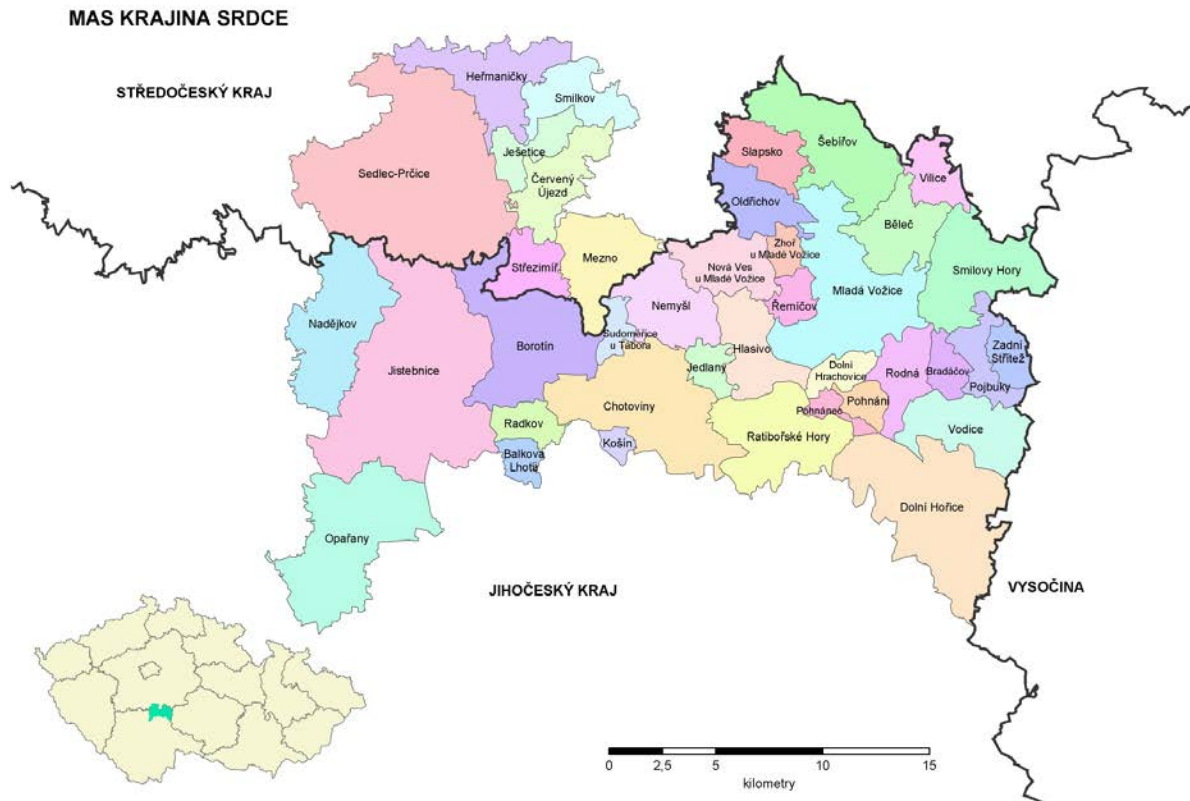 MAS KRAJINA SRDCE
STŘEDOČESKÝ KRAJ
Heřmaničky
Smilkov
Ješetice
Sedlec-Prčice
Červený
Újezd
Šebířov
Slapsko
Vilice
Oldřichov
Běleč
Zhoř
u Mladé Vožice
Střezimíř
Mezno
Nová Ves
u Mladé Vožice
Smilovy Hory
Mladá Vožice
Řemíčov
Nemyšl
Nadějkov
Sudoměřice
u Tábora
Borotín
Hlasivo
Zadní
Střítež
Jistebnice
Jedlany
Dolní
Hrachovice
Rodná
Bradáčov
Pojbuky
Chotoviny
Pohnání
Pohnánec
Radkov
Vodice
Ratibořské Hory
Košín
Balkova
Lhota
Dolní Hořice
Opařany
JIHOČESKÝ KRAJ
VYSOČINA
0 2,5 5 10 15
kilometry